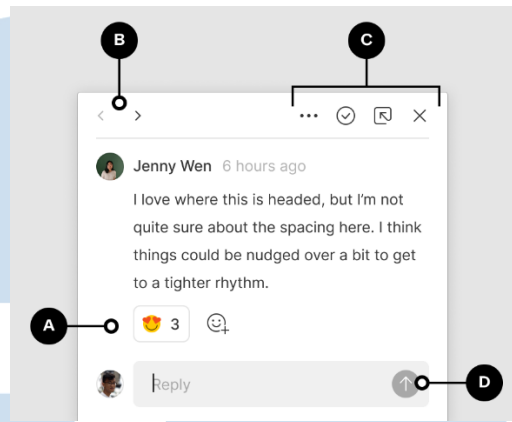 B
C
Jenny Wen 6 hours ago
I love where this is headed, but I'm not
quite sure about the spacing here. I think
things could be nudged over a bit to get
to a tighter rhythm.
A
3
Reply
D